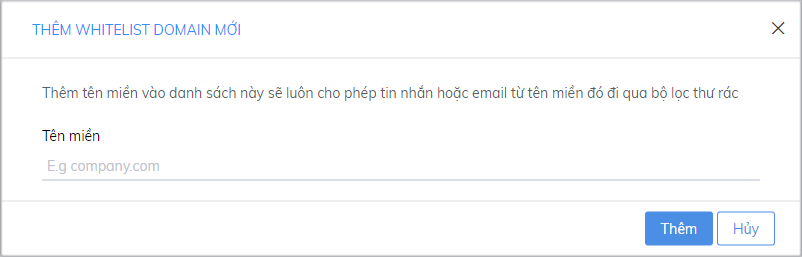 THÊM WHITELIST DOMAIN MỚI
Thêm tên miền vào danh sách này sẽ luôn cho phép tin nhắn hoặc email từ tên miền đó đi qua bộ lọc thư rác
Tên miền
E.g company.com
Thêm Hủy